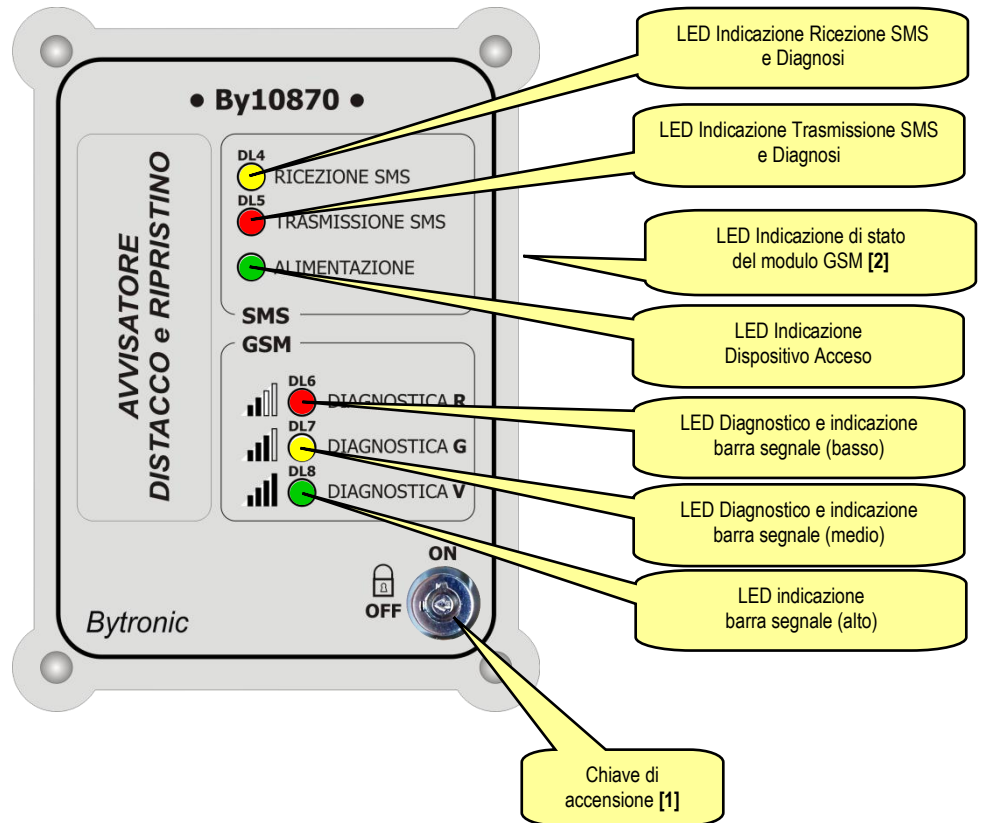 • By10870 •
AVVISATORE
DISTACCO e RIPRISTINO
DL4
RICEZIONE SMS
DL5
TRASMISSIONE SMS
ALIMENTAZIONE
SMS
GSM
DL6
DIAGNOSTICA R
DL7
DIAGNOSTICA G
DL8
DIAGNOSTICA V
ON
OFF
Bytronic
LED Indicazione Ricezione SMS
e Diagnosi
LED Indicazione Trasmissione SMS
e Diagnosi
LED Indicazione di stato
del modulo GSM [2]
LED Indicazione
Dispositivo Acceso
LED Diagnostico e indicazione
barra segnale (basso)
LED Diagnostico e indicazione
barra segnale (medio)
LED indicazione
barra segnale (alto)
Chiave di
accensione [1]